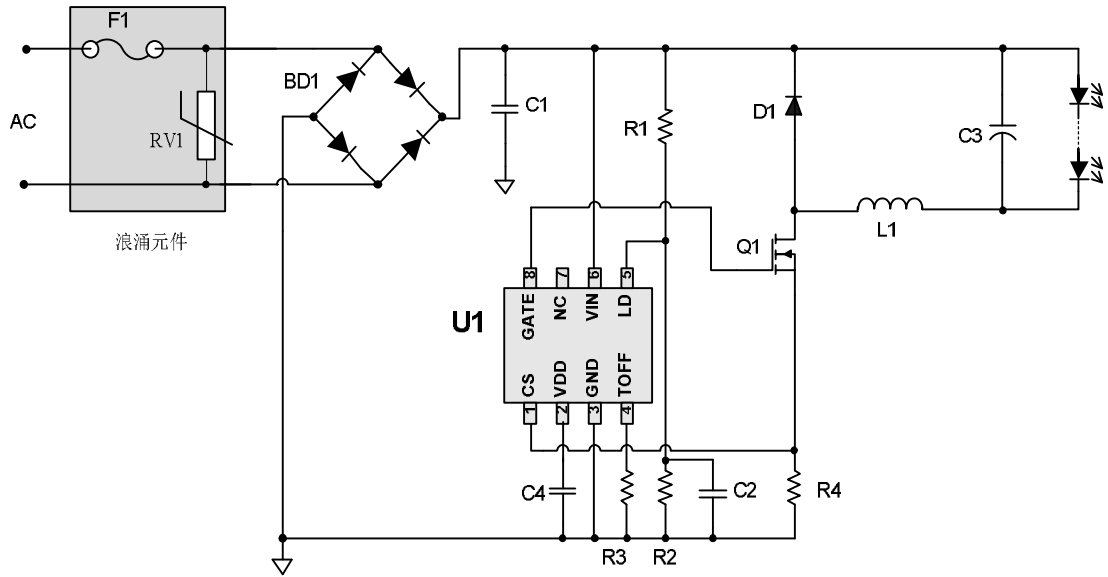 F1
BD1
AC
RV1
C1
R1
D1
C3
浪涌元件
Q1
L1
8 7 6 5
GATE NC VIN LD
U1
CS VDD GND TOFF
1 2 3 4
C4
C2
R4
R3 R2